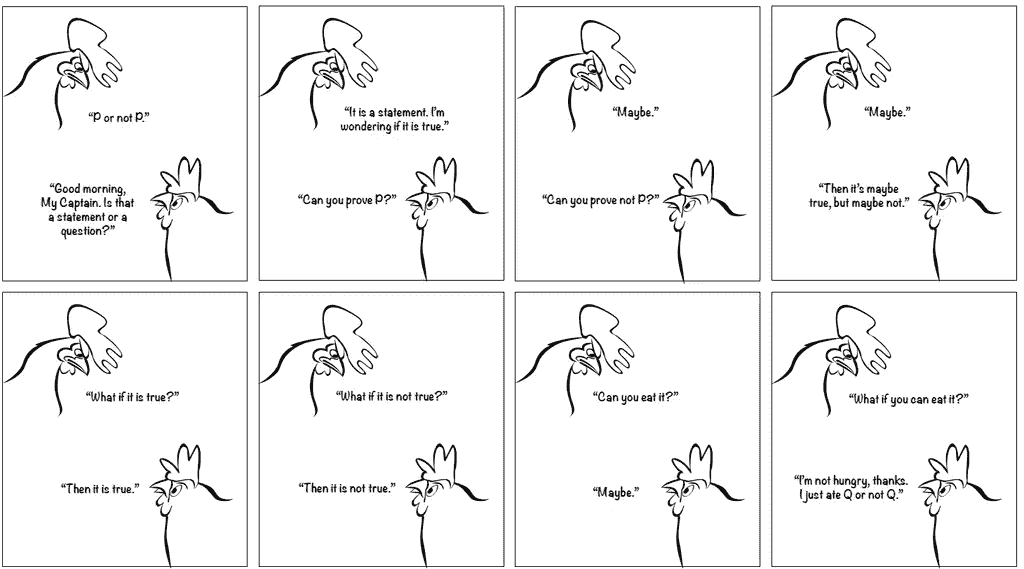 “P or not P.”
“Good morning,
My Captain. Is that
a statement or a
question?”
“It is a statement. I’m
wondering if it is true.”
“Can you prove P?”
“Maybe.”
“Can you prove not P?”
“Maybe.”
“Then it’s maybe
true, but maybe not.”
“What if it is true?”
“Then it is true.”
“What if it is not true?”
“Then it is not true.”
“Can you eat it?”
“Maybe.”
“What if you can eat it?”
“I’m not hungry, thanks.
I just ate Q or not Q.”